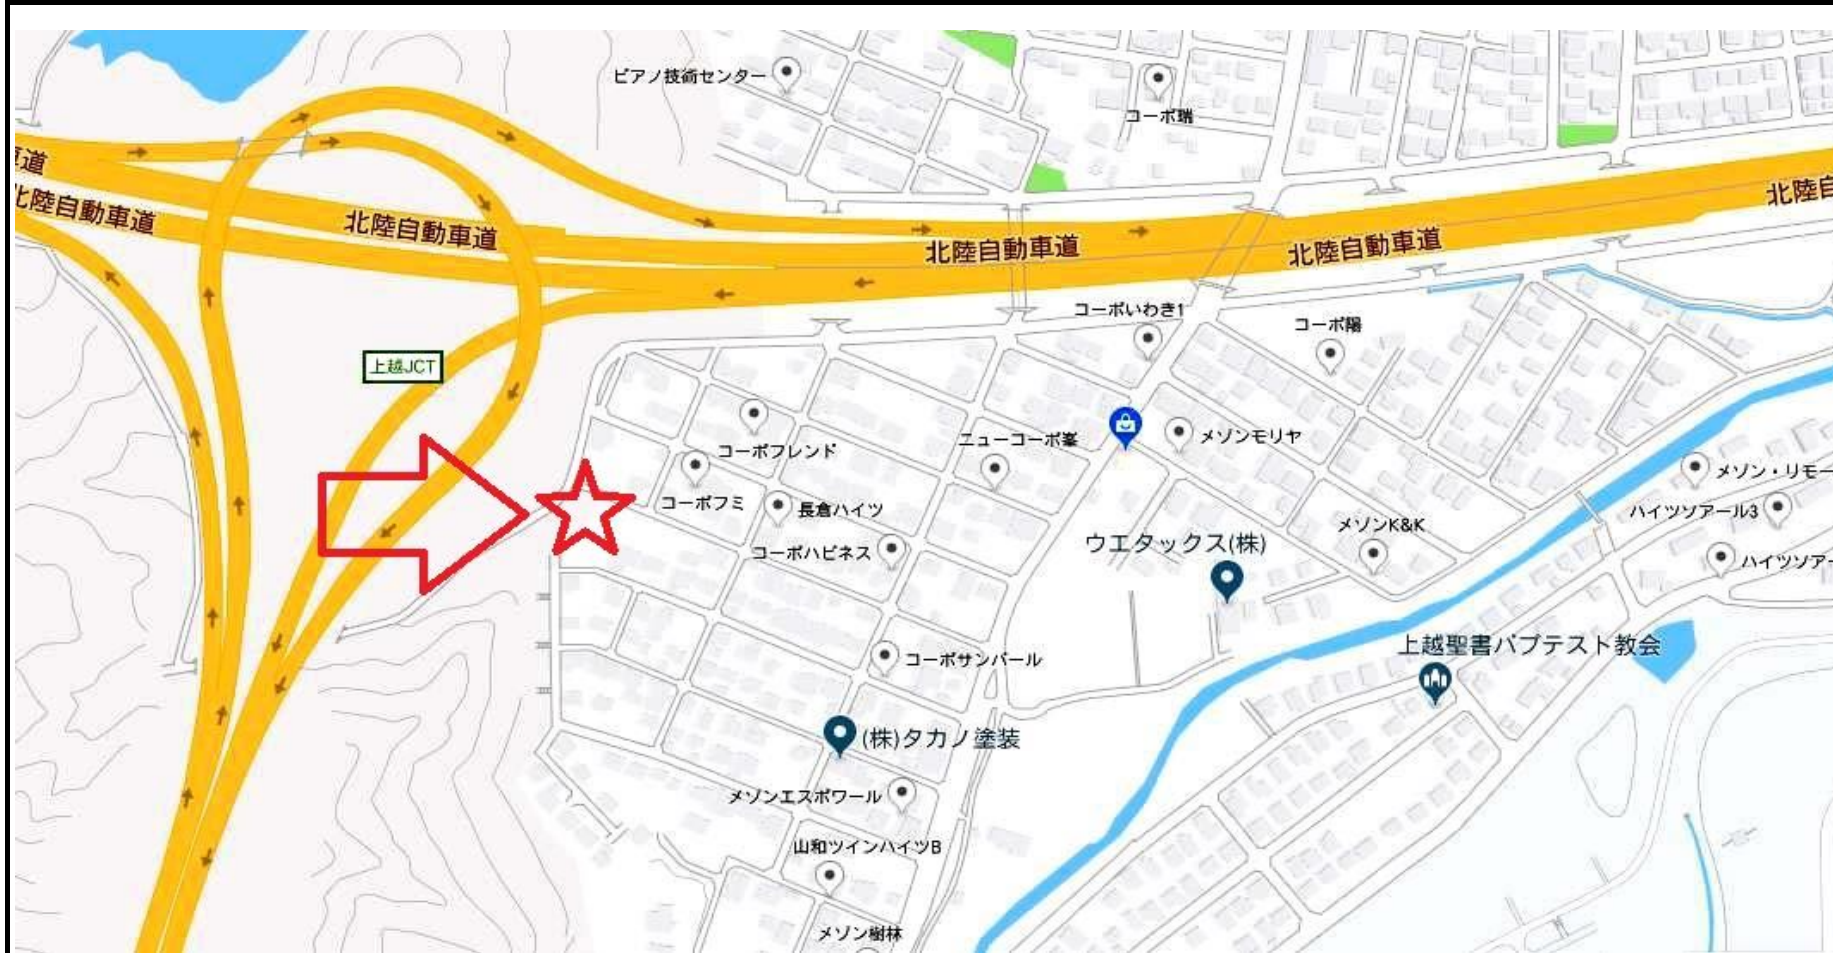 ピアノ技術センター
コーポ瑞
車道
北陸自動車道
北陸自動車道
北陸自動車道
北陸自動車道
北陸自
コーポいわき1
コーポ陽
上越JCT
コーポフレンド
ニューコーポ峯
メゾンモリヤ
メゾン・リモー
コーポフミ
長倉ハイツ
ハイツソアール3
メゾンK&K
コーポハピネス
ウエタックス(株)
ハイツソアー
コーポサンバール
上越聖書バプテスト教会
(株)タカノ塗装
メゾンエスポワール
山和ツインハイツB
メゾン樹林